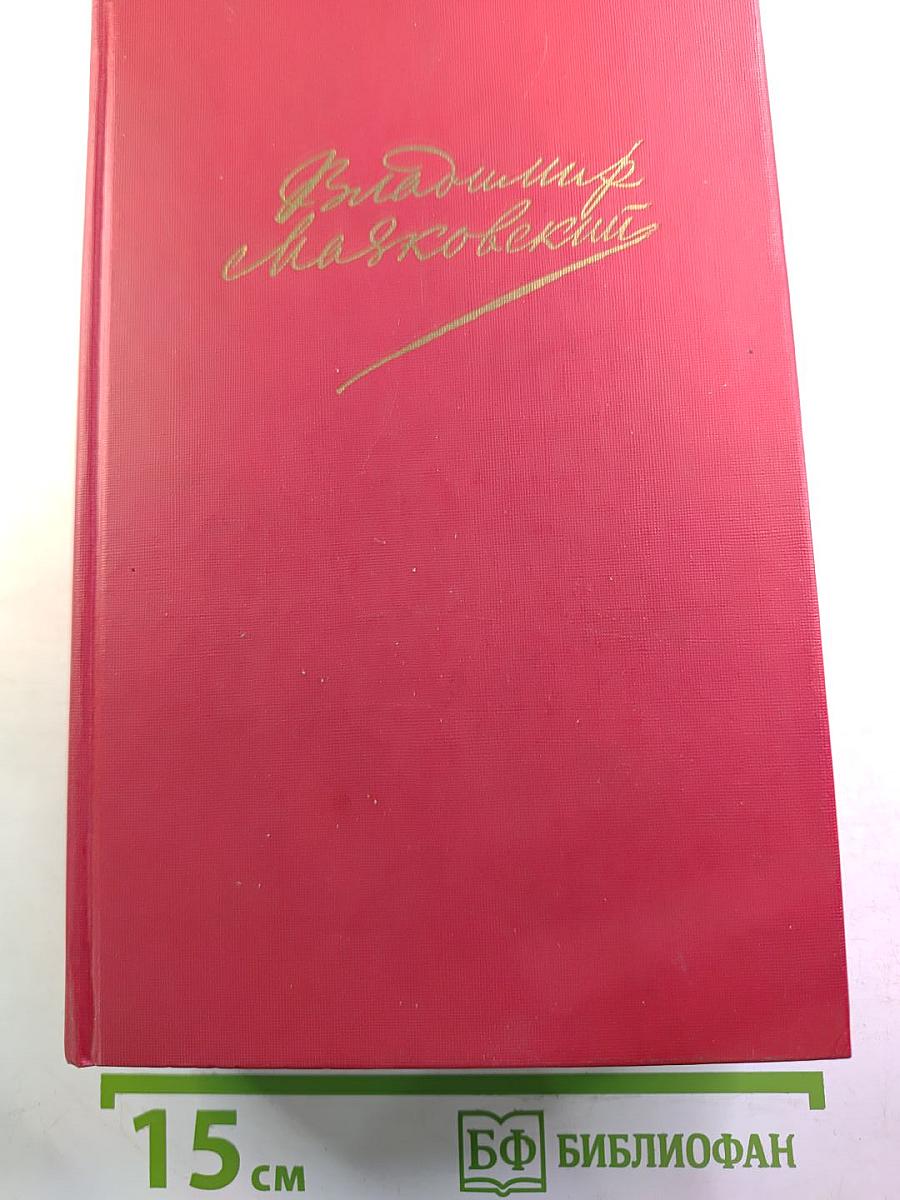 Владимир
Маяковский
15 см
БФ БИБЛИОФАН